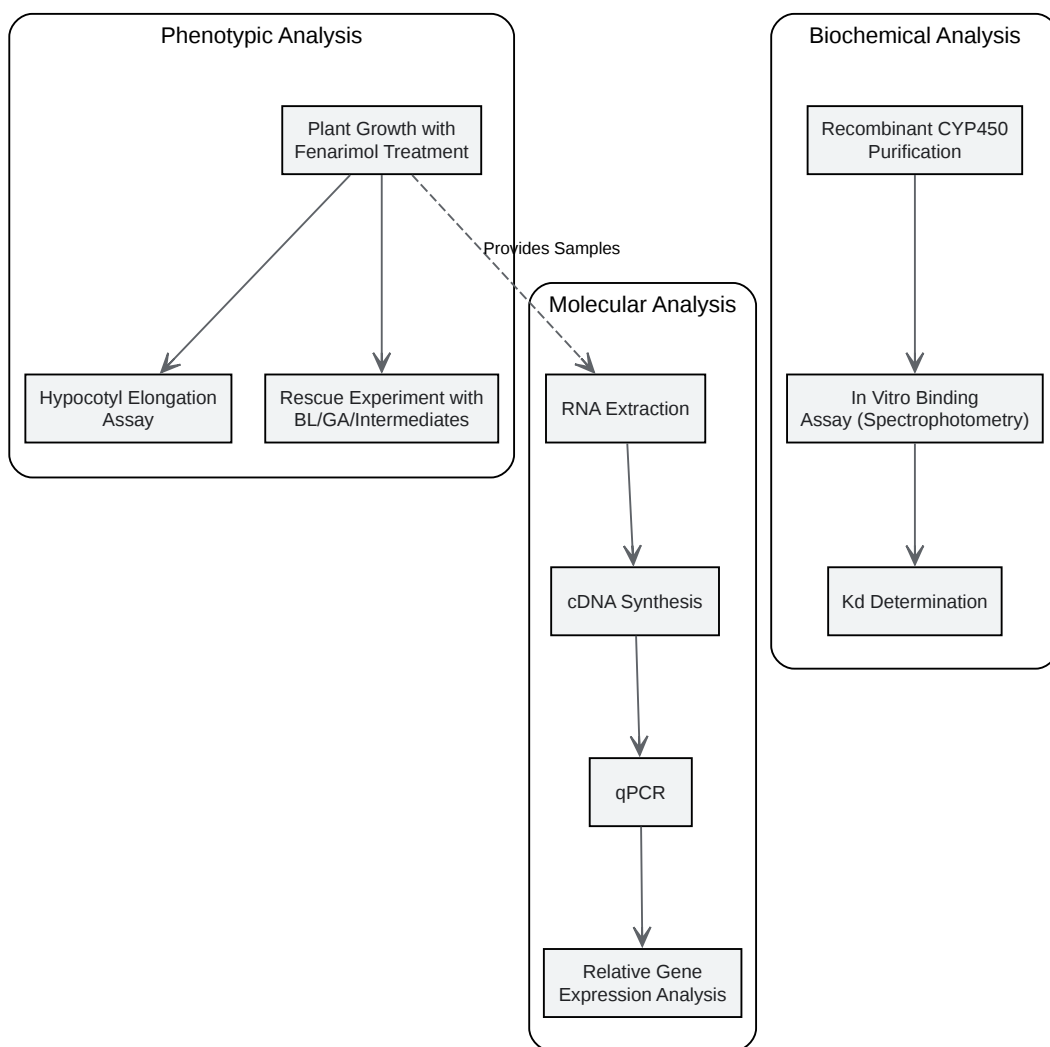 Phenotypic Analysis
Plant Growth with
Fenarimol Treatment
Provides Samples
Hypocotyl Elongation
Assay
Rescue Experiment with
BL/GA/Intermediates
Molecular Analysis
RNA Extraction
cDNA Synthesis
qPCR
Relative Gene
Expression Analysis
Biochemical Analysis
Recombinant CYP450
Purification
In Vitro Binding
Assay (Spectrophotometry)
Kd Determination